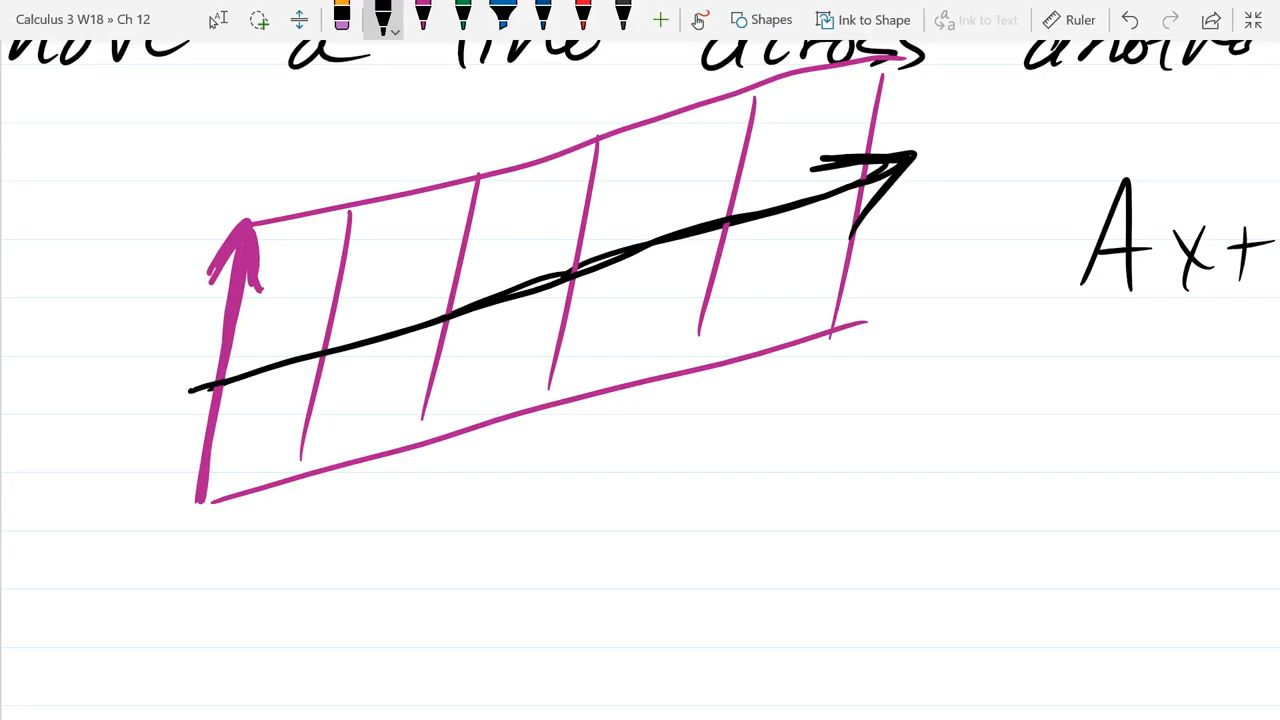 Calculus 3 W18 » Ch 12
Shapes
Ink to Shape
Ink to Text
Ruler
a line across
Ax+